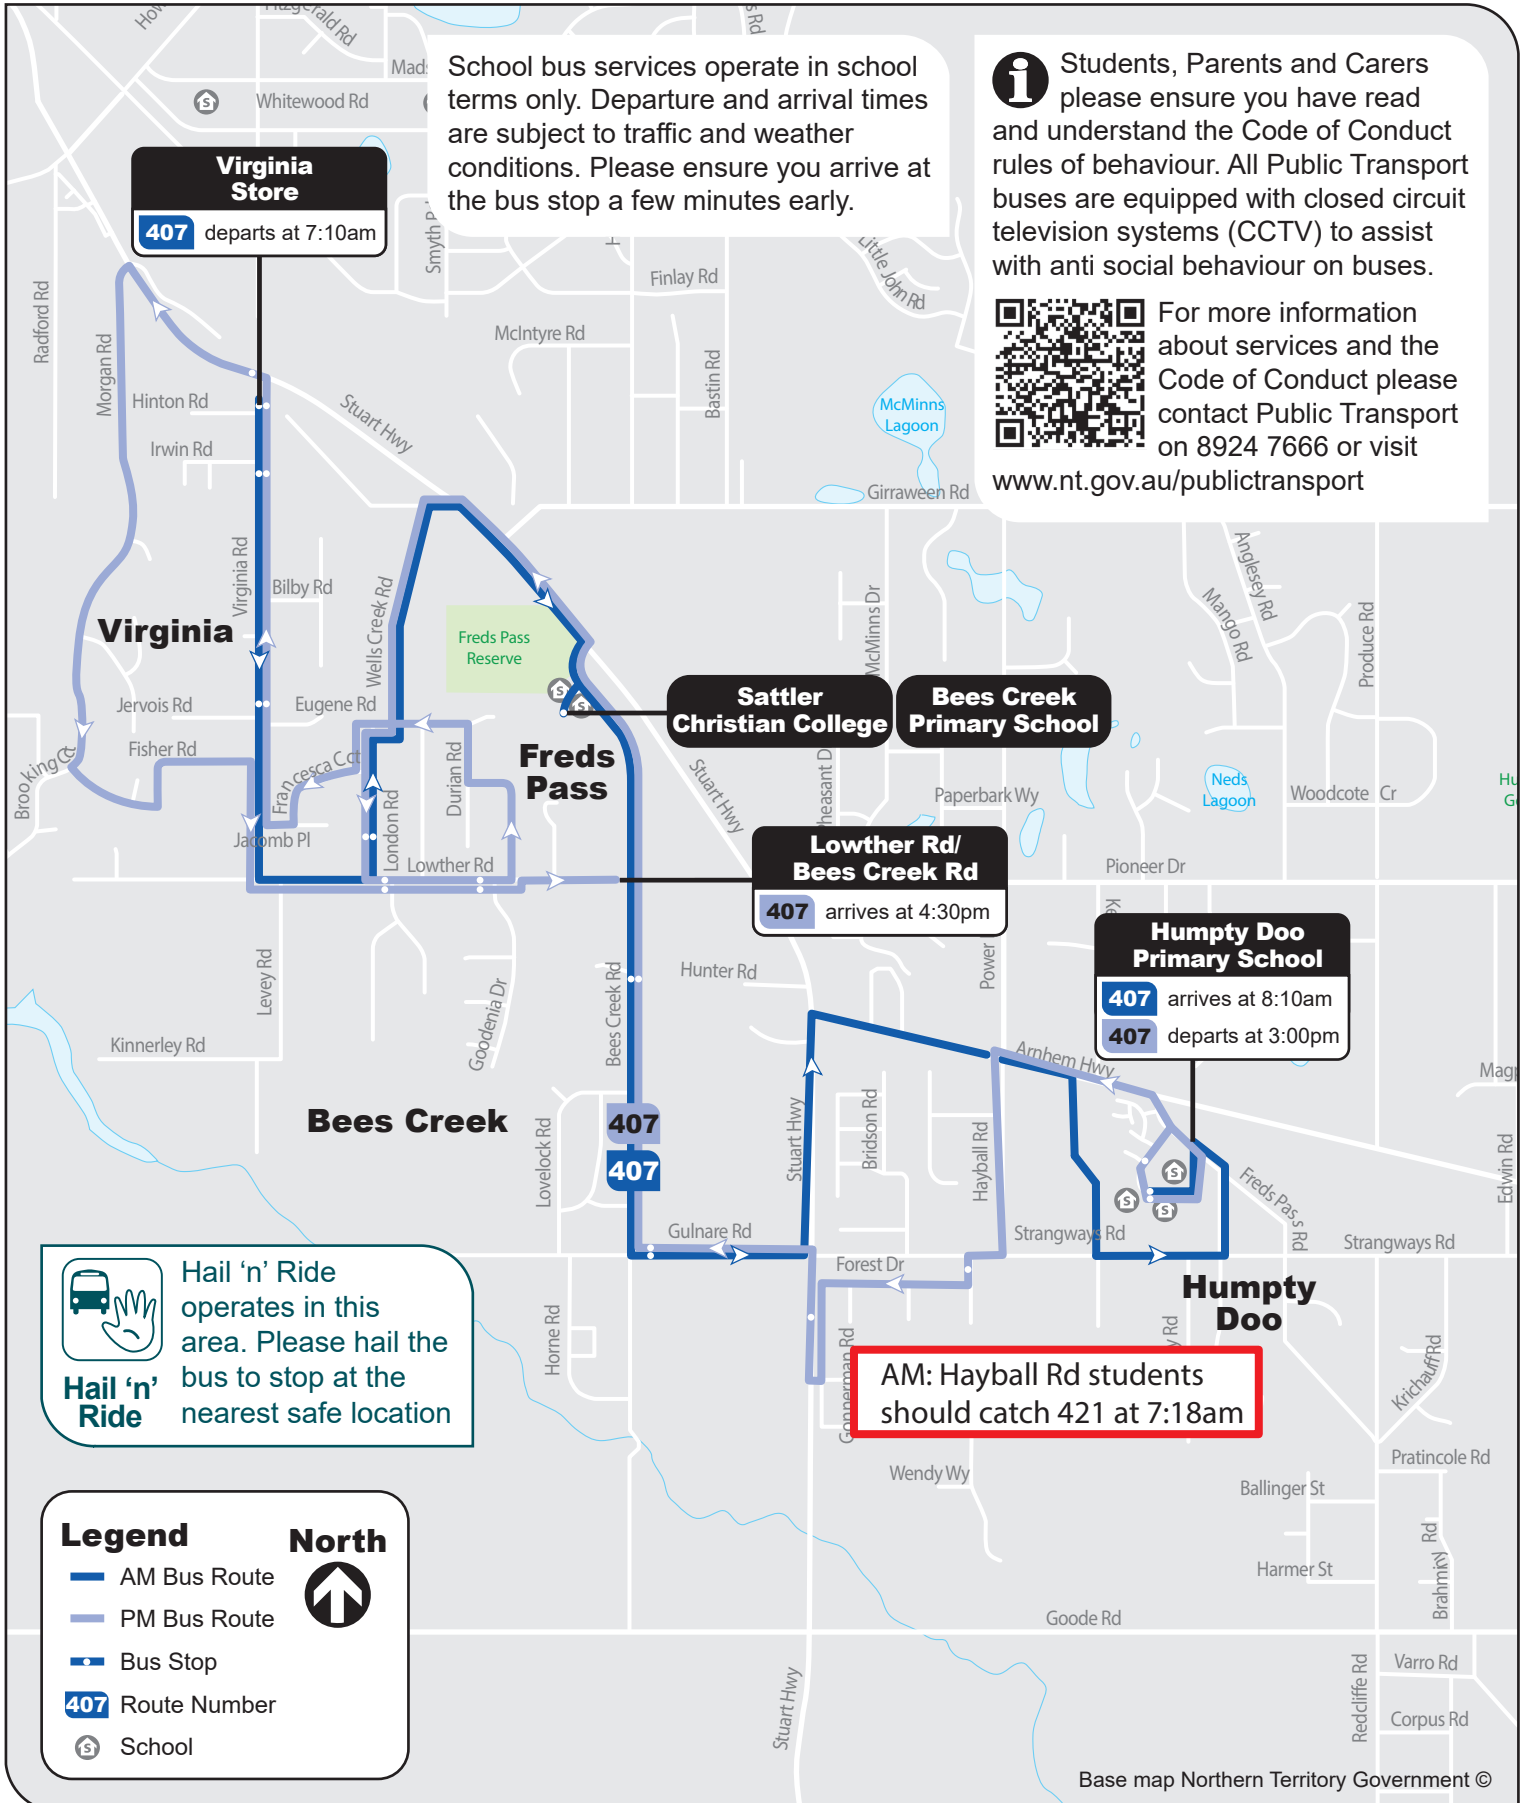 Fitzgerald Rd
Whitewood Rd
School bus services operate in school
terms only. Departure and arrival times
are subject to traffic and weather
conditions. Please ensure you arrive at
the bus stop a few minutes early.
Students, Parents and Carers
please ensure you have read
and understand the Code of Conduct
rules of behaviour. All Public Transport
buses are equipped with closed circuit
television systems (CCTV) to assist
with anti social behaviour on buses.
For more information
about services and the
Code of Conduct please
contact Public Transport
on 8924 7666 or visit
www.nt.gov.au/publictransport
Virginia
Store
407 departs at 7:10am
Little John Rd
Finlay Rd
McIntyre Rd
Radford Rd
Morgan Rd
Hinton Rd
Irwin Rd
Stuart Hwy
Bastin Rd
McMinns
Lagoon
Girraween Rd
Virginia Rd
Bilby Rd
Wells Creek Rd
Virginia
Freds Pass
Reserve
McMinns Dr
Anglesey Rd
Mango Rd
Produce Rd
Sattler
Christian College
Bees Creek
Primary School
Jervois Rd
Eugene Rd
Fisher Rd
Brooking Cct
Francesca Cct
Freds
Pass
Durian Rd
London Rd
Jacomb Pl
Lowther Rd
Stuart Hwy
Paperbark Wy
Neds
Lagoon
Woodcote Cr
Pioneer Dr
Lowther Rd/
Bees Creek Rd
407 arrives at 4:30pm
Humpty Doo
Primary School
407 arrives at 8:10am
407 departs at 3:00pm
Levey Rd
Goodenia Dr
Bees Creek Rd
Hunter Rd
Power
Kinnerley Rd
Arnhem Hwy
Bees Creek
407
407
Lovelock Rd
Stuart Hwy
Bridson Rd
Hayball Rd
Edwin Rd
Freds Pass Rd
Gulnare Rd
Forest Dr
Strangways Rd
Strangways Rd
Humpty
Doo
Hail ‘n’
Ride
Hail ‘n’ Ride
operates in this
area. Please hail the
bus to stop at the
nearest safe location
Horne Rd
AM: Hayball Rd students
should catch 421 at 7:18am
Krichauff Rd
Wendy Wy
Pratincole Rd
Ballinger St
Harmer St
Brahminy Rd
Goode Rd
Stuart Hwy
Redcliffe Rd
Varro Rd
Corpus Rd
Legend
North
AM Bus Route
PM Bus Route
Bus Stop
407 Route Number
School
Base map Northern Territory Government ©